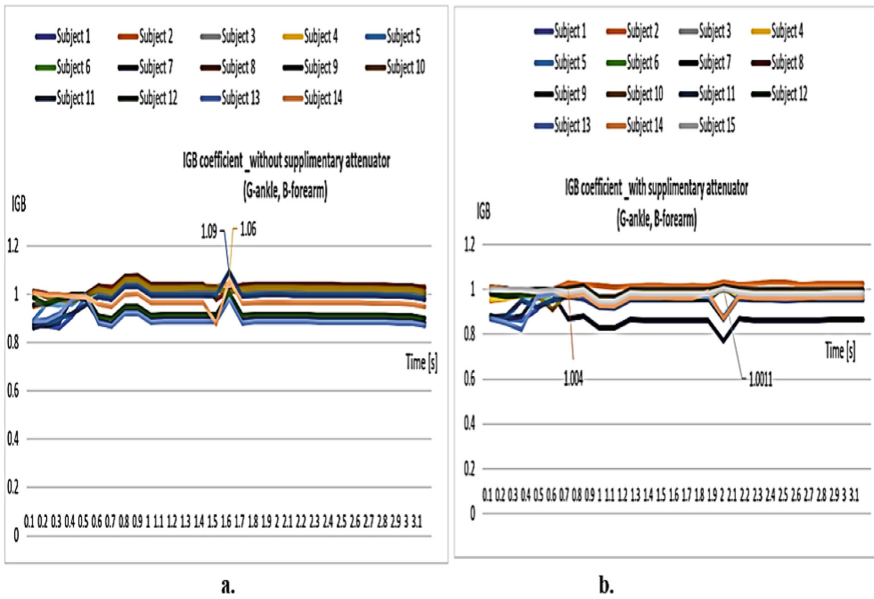 Subject 1 Subject 2 Subject 3 Subject 4 Subject 5
Subject 6 Subject 7 Subject 8 Subject 9 Subject 10
Subject 11 Subject 12 Subject 13 Subject 14
IGB coefficient_without supplimentary attenuator
(G-ankle, B-forearm)
IGB
1.09 1.06
1.2
1
0.8
Time [s]
0.6
0.4
0.2
0.1 0.2 0.3 0.4 0.5 0.6 0.7 0.8 0.9 1 1.1 1.2 1.3 1.4 1.5 1.6 1.7 1.8 1.9 2 2.1 2.2 2.3 2.4 2.5 2.6 2.7 2.8 2.9 3 3.1
0
a.
Subject 1 Subject 2 Subject 3 Subject 4
Subject 5 Subject 6 Subject 7 Subject 8
Subject 9 Subject 10 Subject 11 Subject 12
Subject 13 Subject 14 Subject 15
IGB coefficient_with supplimentary attenuator
(G-ankle, B-forearm)
IGB
1.2
1
0.8
Time [s]
1.004 1.0011
0.6
0.4
0.2
0.1 0.2 0.3 0.4 0.5 0.6 0.7 0.8 0.9 1 1.1 1.2 1.3 1.4 1.5 1.6 1.7 1.8 1.9 2 2.1 2.2 2.3 2.4 2.5 2.6 2.7 2.8 2.9 3 3.1
0
b.